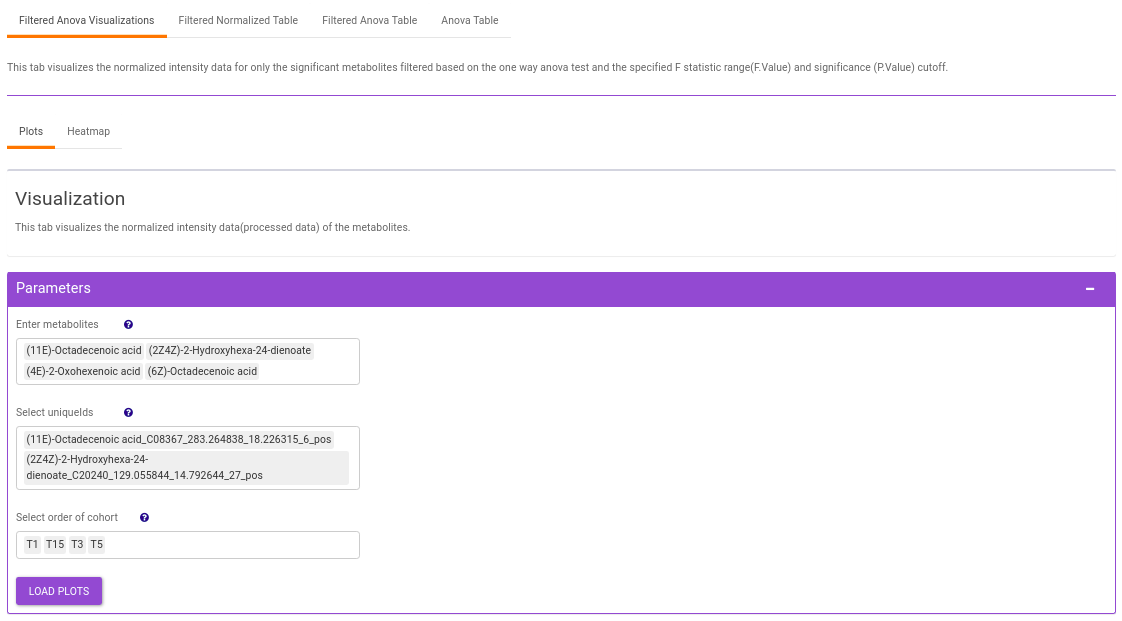 Filtered Anova Visualizations Filtered Normalized Table Filtered Anova Table Anova Table
This tab visualizes the normalized intensity data for only the significant metabolites filtered based on the one way anova test and the specified F statistic range(F.Value) and significance (P.Value) cutoff.
Plots Heatmap
Visualization
This tab visualizes the normalized intensity data(processed data) of the metabolites.
Parameters
Enter metabolites ?
(11E)-Octadecenoic acid (2Z4Z)-2-Hydroxyhexa-24-dienoate
(4E)-2-Oxohexenoic acid (6Z)-Octadecenoic acid
Select uniqueIds ?
(11E)-Octadecenoic acid_C08367_283.264838_18.226315_6_pos
(2Z4Z)-2-Hydroxyhexa-24-
dienoate_C20240_129.055844_14.792644_27_pos
Select order of cohort ?
T1 T15 T3 T5
LOAD PLOTS